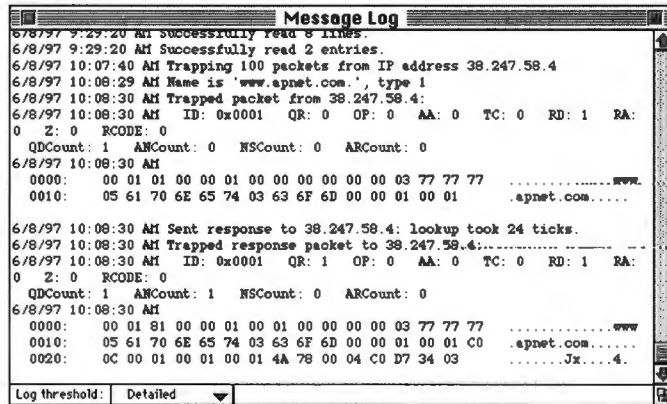 Message Log
6/8/97 9:29:20 AM Successfully read 8 lines.
6/8/97 9:29:20 AM Successfully read 2 entries.
6/8/97 10:07:40 AM Trapping 100 packets from IP address 38.247.58.4
6/8/97 10:08:29 AM Name is 'www.apnet.com.', type 1
6/8/97 10:08:30 AM Trapped packet from 38.247.58.4:
6/8/97 10:08:30 AM ID: 0x0001 QR: 0 OP: 0 AA: 0 TC: 0 RD: 1 RA:
0 Z: 0 RCODE: 0
QDCount: 1 ANCount: 0 NSCount: 0 ARCount: 0
6/8/97 10:08:30 AM
0000: 00 01 01 00 00 01 00 00 00 00 00 00 03 77 77 77 .............www
0010: 05 61 70 6E 65 74 03 63 6F 6D 00 00 01 00 01 .apnet.com.....
6/8/97 10:08:30 AM Sent response to 38.247.58.4: lookup took 24 ticks.
6/8/97 10:08:30 AM Trapped response packet to 38.247.58.4:
6/8/97 10:08:30 AM ID: 0x0001 QR: 1 OP: 0 AA: 0 TC: 0 RD: 1 RA:
0 Z: 0 RCODE: 0
QDCount: 1 ANCount: 1 NSCount: 0 ARCount: 0
6/8/97 10:08:30 AM
0000: 00 01 81 00 00 01 00 01 00 00 00 00 03 77 77 77 .............www
0010: 05 61 70 6E 65 74 03 63 6F 6D 00 00 01 00 01 C0 .apnet.com......
0020: 0C 00 01 00 01 00 01 4A 78 00 04 C0 D7 34 03 .......Jx....4.
Log threshold: Detailed